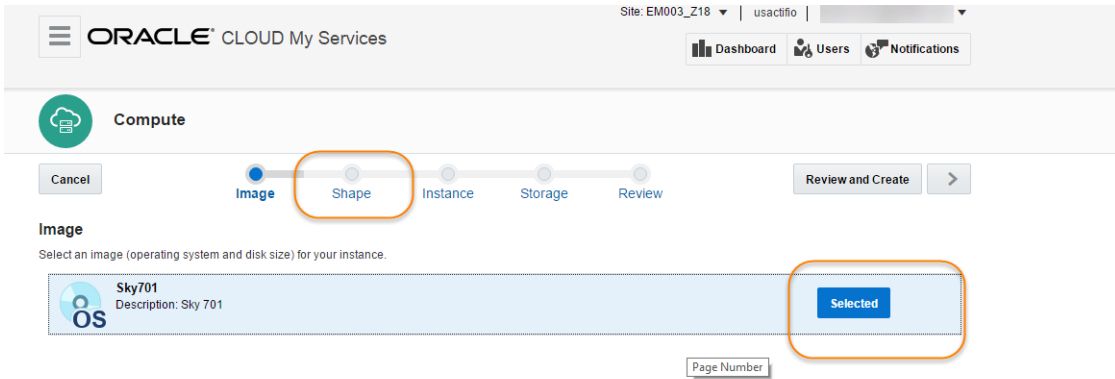 Site: EM003_Z18 ▼ | usactifio | ▼
ORACLE® CLOUD My Services
Dashboard Users Notifications
Compute
Cancel
Image Shape Instance Storage Review
Review and Create >
Image
Select an image (operating system and disk size) for your instance.
OS
Sky701
Description: Sky 701
Selected
Page Number